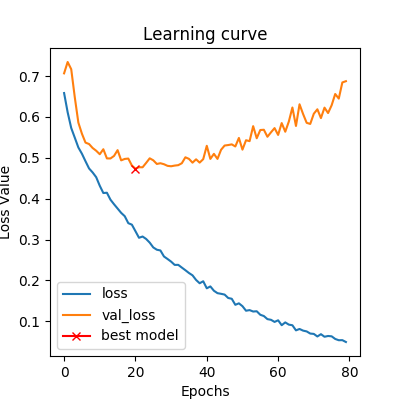 Learning curve
Loss Value
0.7
0.6
0.5
0.4
0.3
0.2
0.1
loss
val_loss
best model
0 20 40 60 80
Epochs